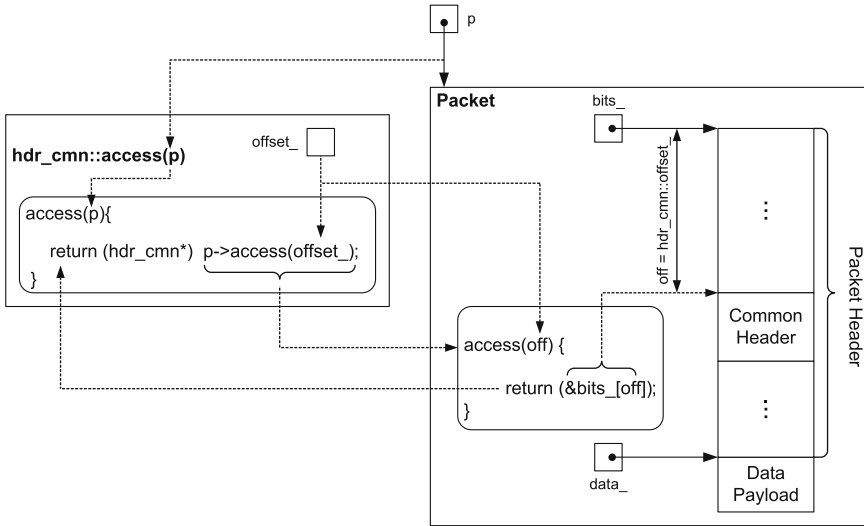 p
Packet
bits_
hdr_cmn::access(p)
offset_
access(p){
return (hdr_cmn*) p->access(offset_);
}
off = hdr_cmn::offset_
⋮
Packet Header
Common
Header
access(off) {
return (&bits_[off]);
}
⋮
data_
Data
Payload